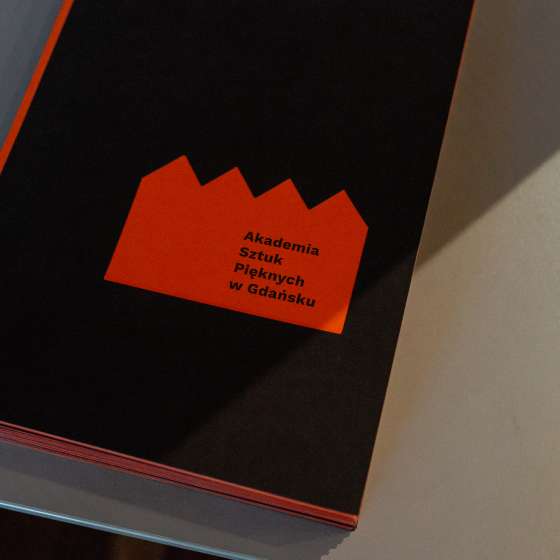 Akademia
Sztuk
Pięknych
w Gdańsku